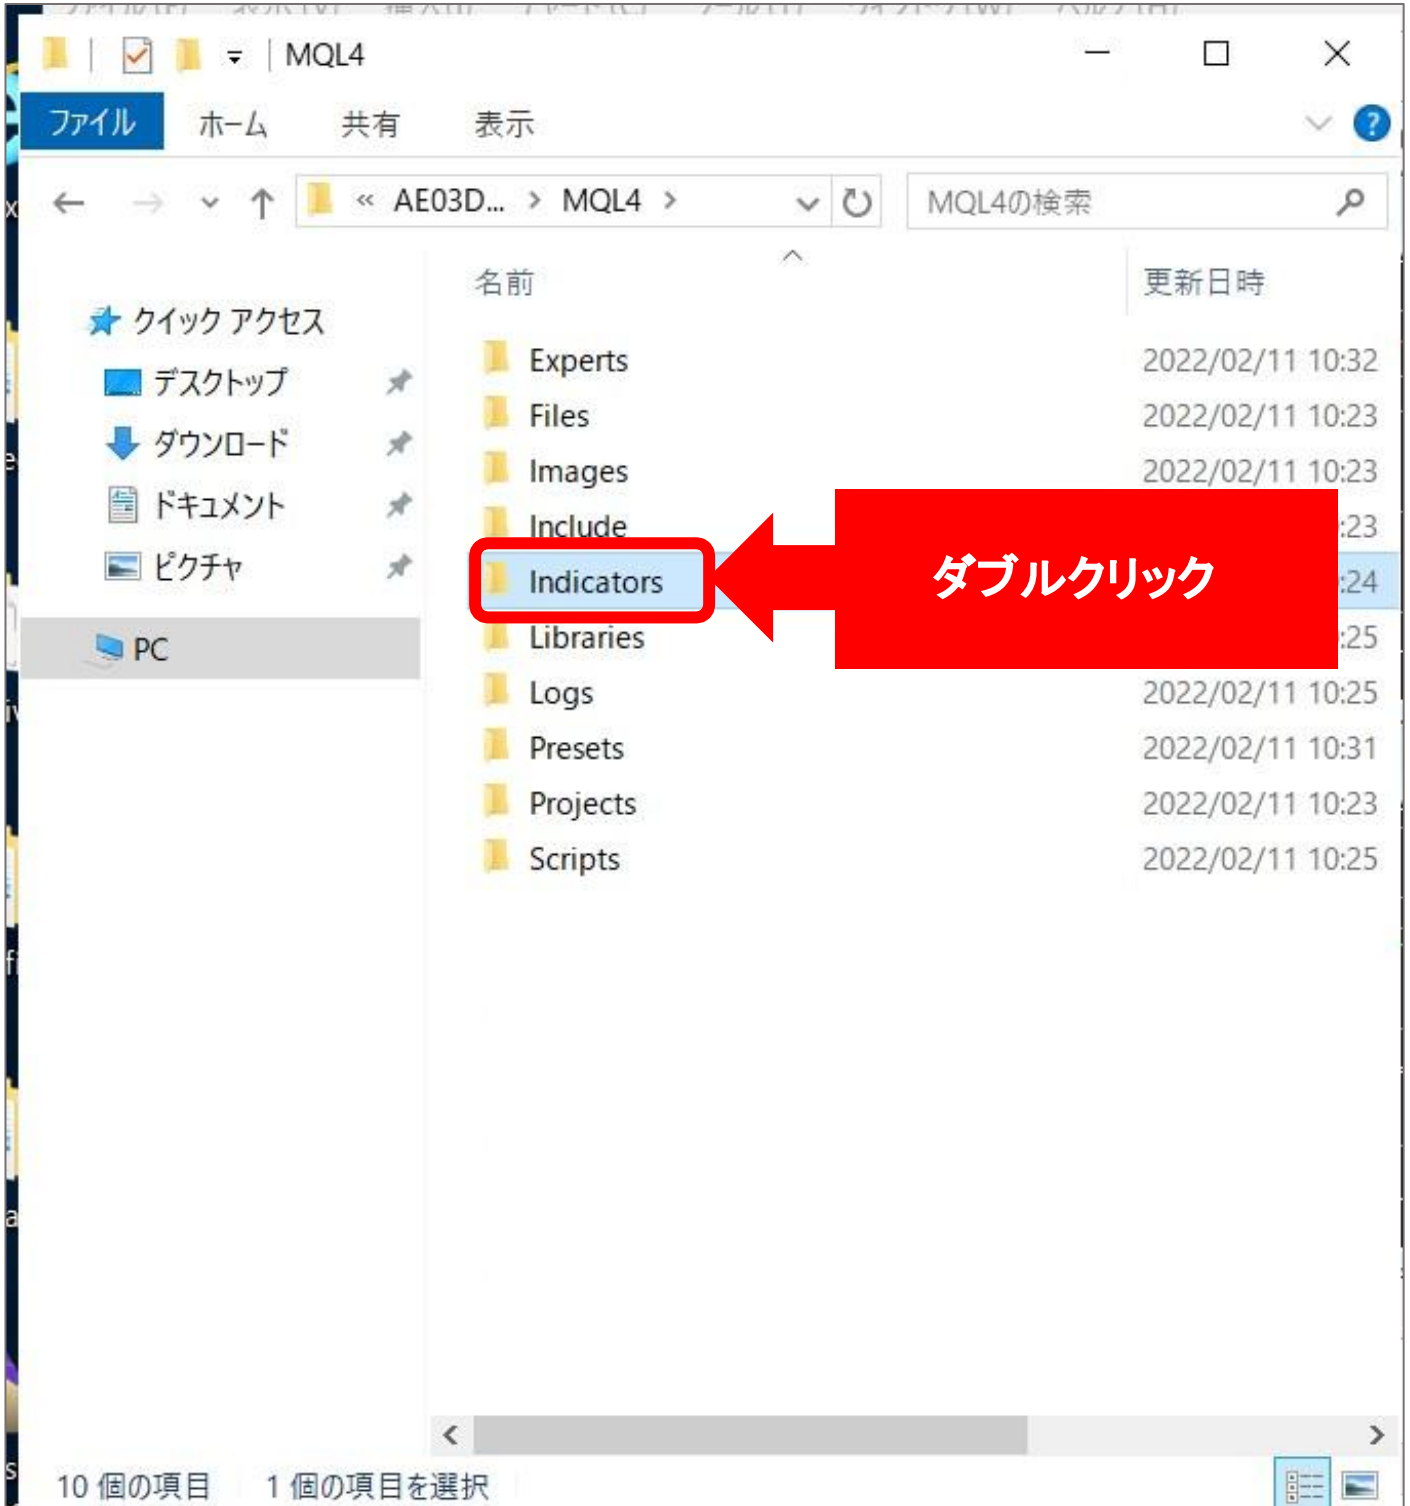 MQL4
ファイル ホーム 共有 表示
« AE03D... > MQL4 > MQL4の検索
名前 更新日時
クイック アクセス
デスクトップ
ダウンロード
ドキュメント
ピクチャ
PC
Experts 2022/02/11 10:32
Files 2022/02/11 10:23
Images 2022/02/11 10:23
Include :23
Indicators :24
ダブルクリック
Libraries :25
Logs 2022/02/11 10:25
Presets 2022/02/11 10:31
Projects 2022/02/11 10:23
Scripts 2022/02/11 10:25
10 個の項目 1 個の項目を選択